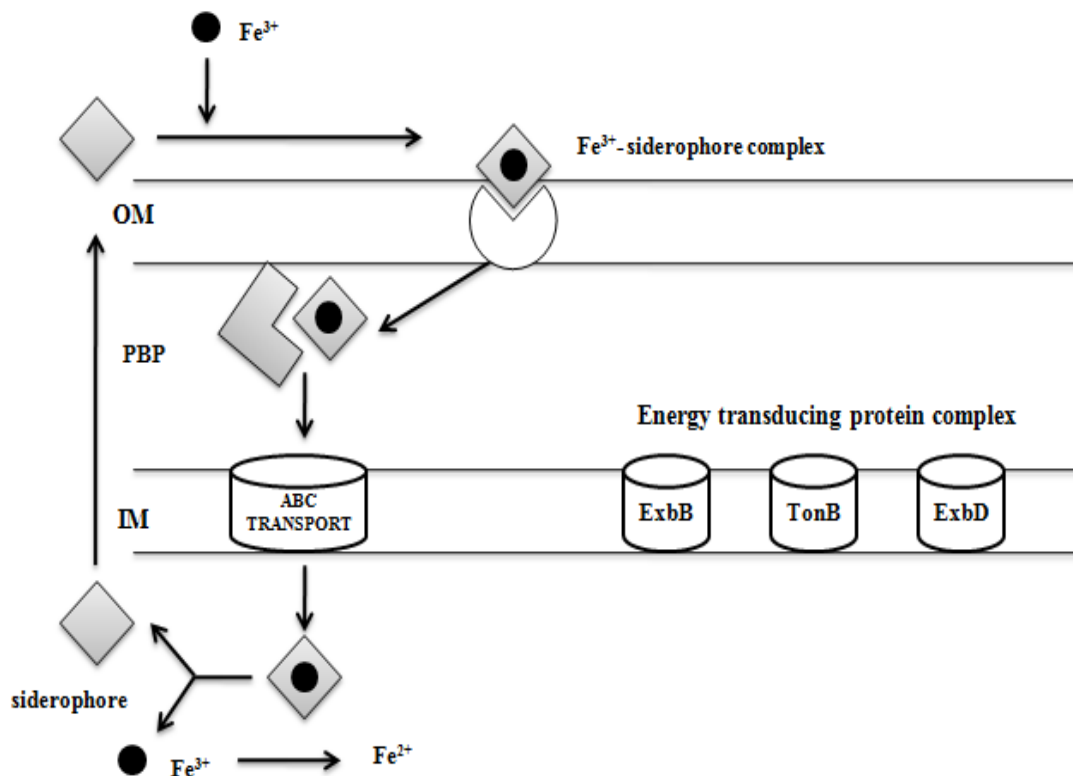 Fe³⁺
Fe³⁺- siderophore complex
OM
PBP
Energy transducing protein complex
ABC
TRANSPORT
IM
ExbB
TonB
ExbD
siderophore
Fe³⁺
Fe²⁺